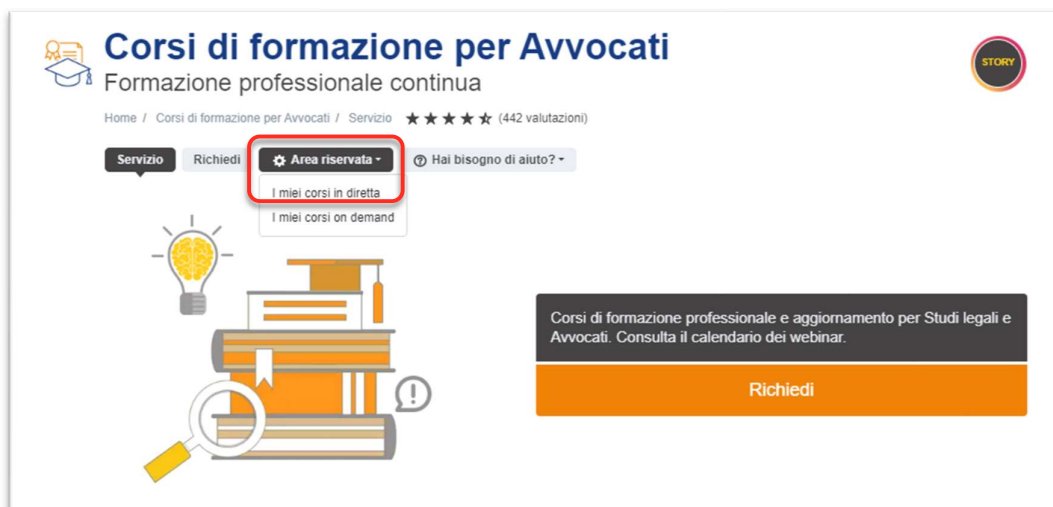 Corsi di formazione per Avvocati
Formazione professionale continua
STORY
Home / Corsi di formazione per Avvocati / Servizio ★★★★⯪ (442 valutazioni)
Servizio Richiedi Area riservata Hai bisogno di aiuto?
I miei corsi in diretta
I miei corsi on demand
Corsi di formazione professionale e aggiornamento per Studi legali e
Avvocati. Consulta il calendario dei webinar.
Richiedi